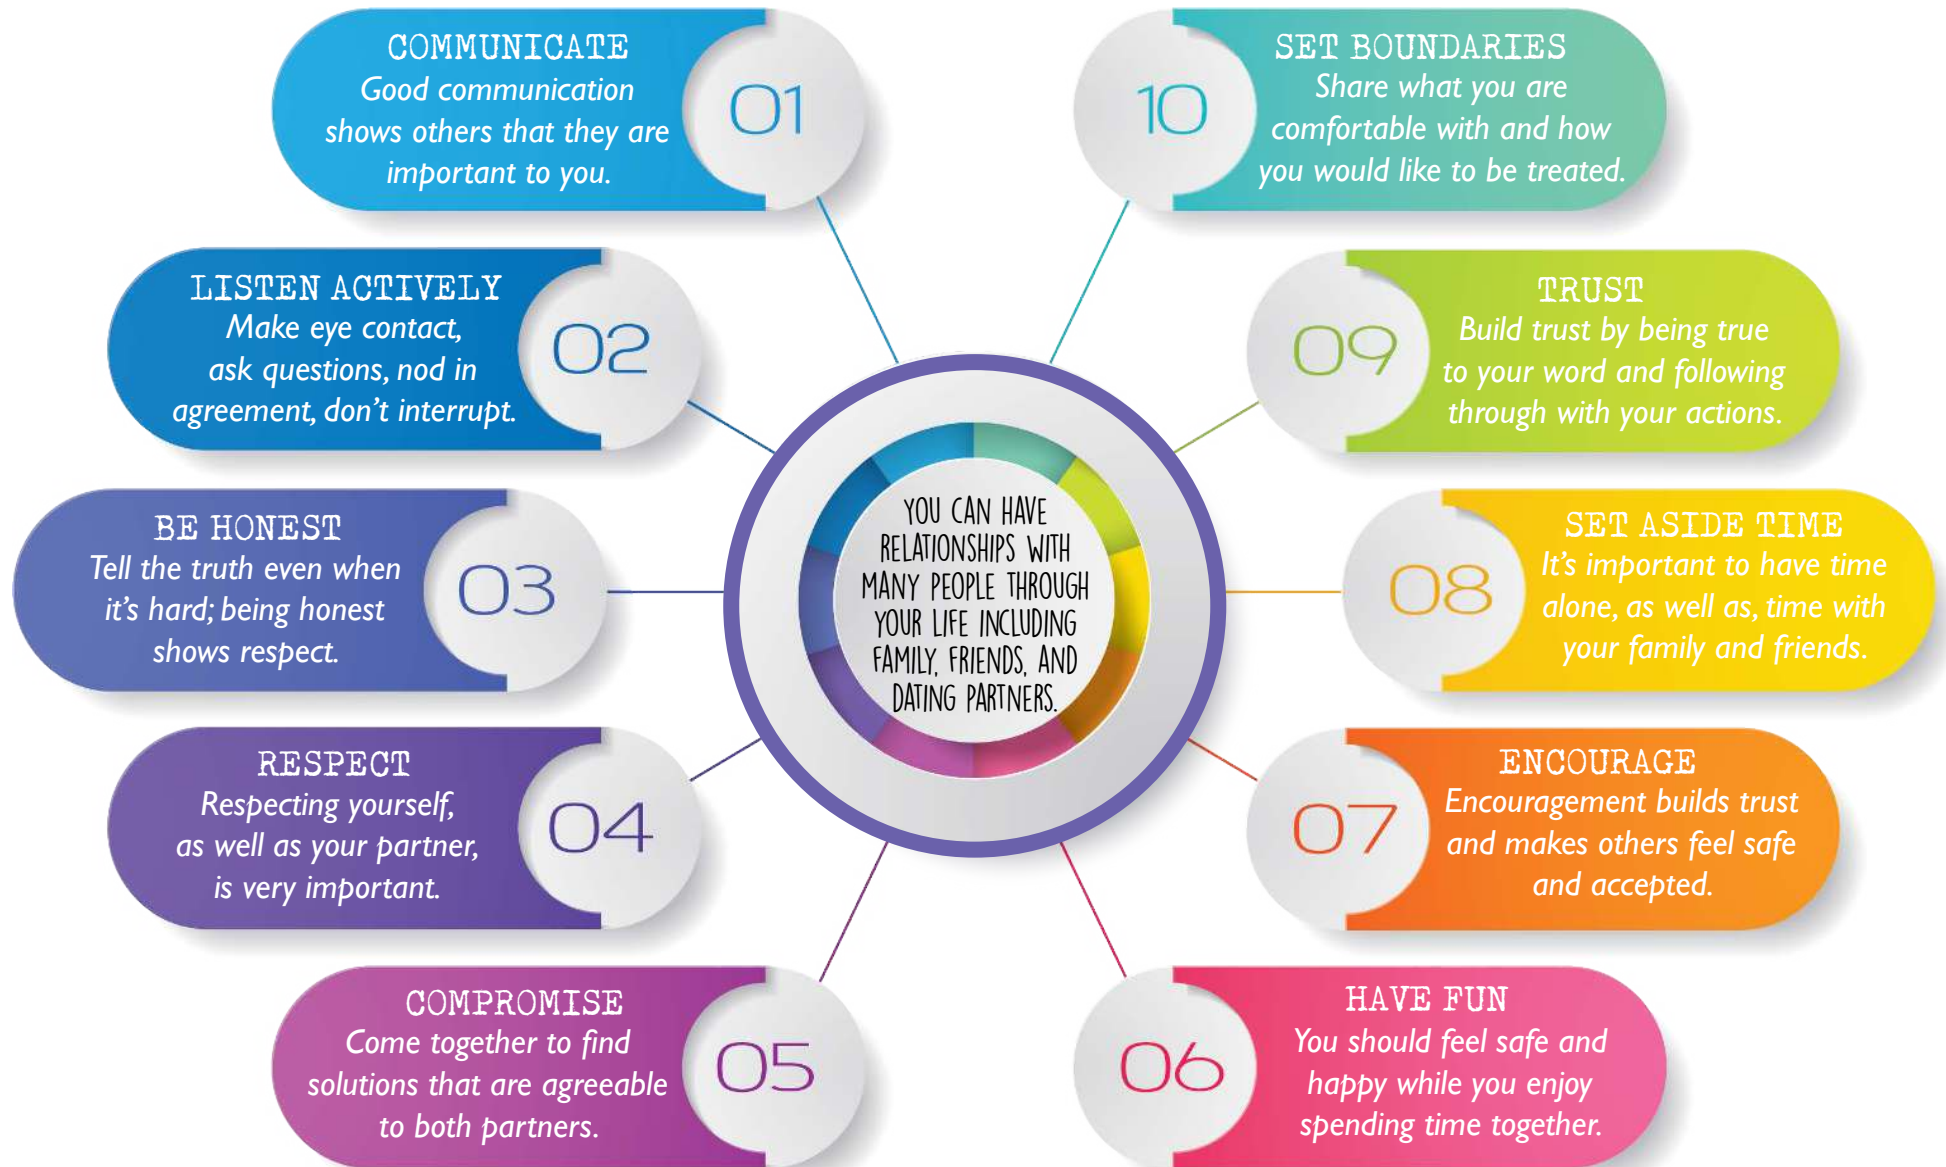 COMMUNICATE
Good communication
shows others that they are
important to you.
01
LISTEN ACTIVELY
Make eye contact,
ask questions, nod in
agreement, don't interrupt.
02
BE HONEST
Tell the truth even when
it's hard; being honest
shows respect.
03
RESPECT
Respecting yourself,
as well as your partner,
is very important.
04
COMPROMISE
Come together to find
solutions that are agreeable
to both partners.
05
YOU CAN HAVE
RELATIONSHIPS WITH
MANY PEOPLE THROUGH
YOUR LIFE INCLUDING
FAMILY, FRIENDS, AND
DATING PARTNERS.
06
HAVE FUN
You should feel safe and
happy while you enjoy
spending time together.
07
ENCOURAGE
Encouragement builds trust
and makes others feel safe
and accepted.
08
SET ASIDE TIME
It's important to have time
alone, as well as, time with
your family and friends.
09
TRUST
Build trust by being true
to your word and following
through with your actions.
10
SET BOUNDARIES
Share what you are
comfortable with and how
you would like to be treated.